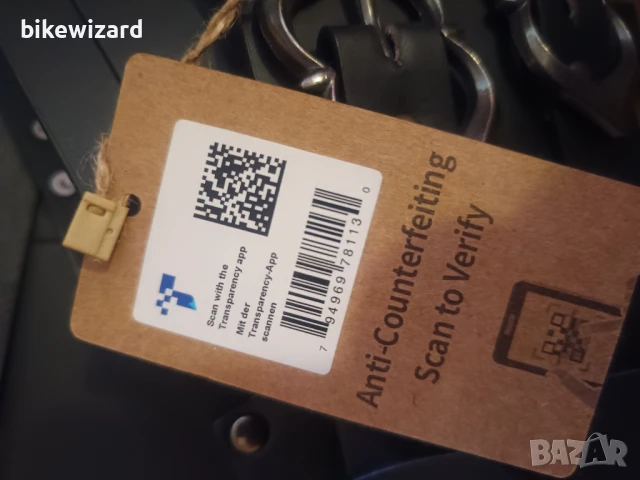 bikewizard
Scan with the
Transparency app
Mit der
Transparency-App
scannen
7 94969 78113 0
Anti-Counterfeiting
Scan to Verify
BAZAR